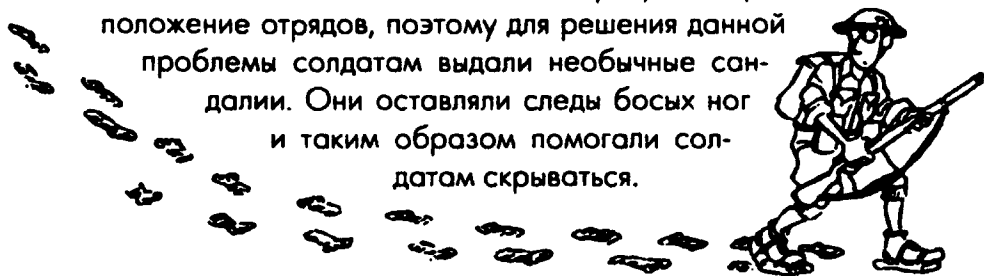 положение отрядов, поэтому для решения данной
проблемы солдатам выдали необычные сан-
далии. Они оставляли следы босых ног
и таким образом помогали сол-
датам скрываться.